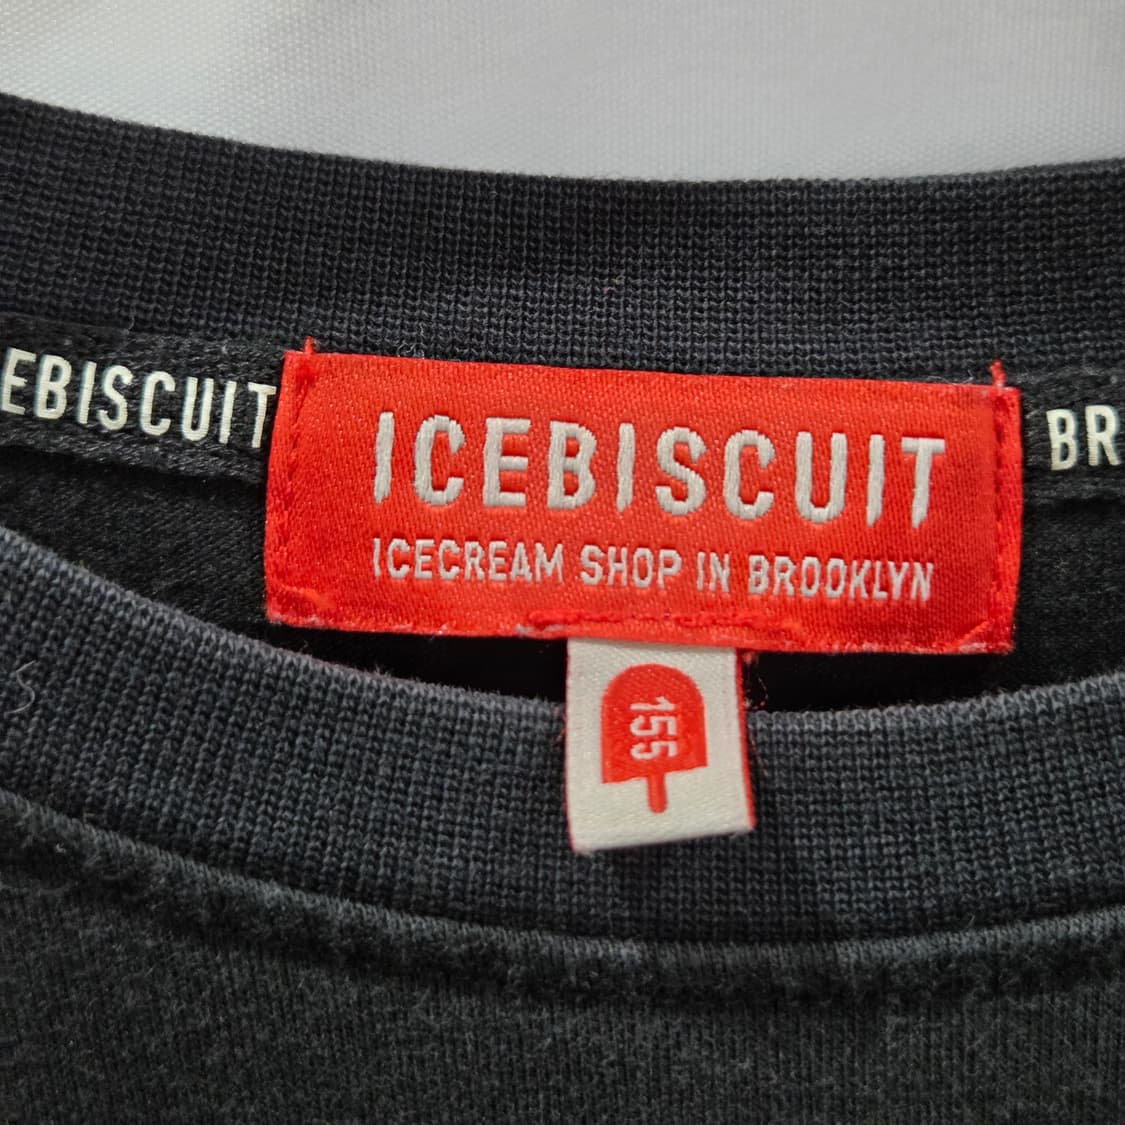 EBISCUIT
ICEBISCUIT
BR
ICECREAM SHOP IN BROOKLYN
155